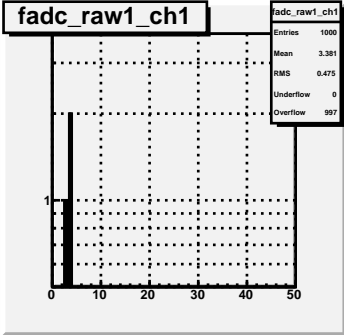 fadc_raw1_ch1
fadc_raw1_ch1
Entries 1000
Mean 3.381
RMS 0.475
Underflow 0
Overflow 997
1
0 10 20 30 40 50